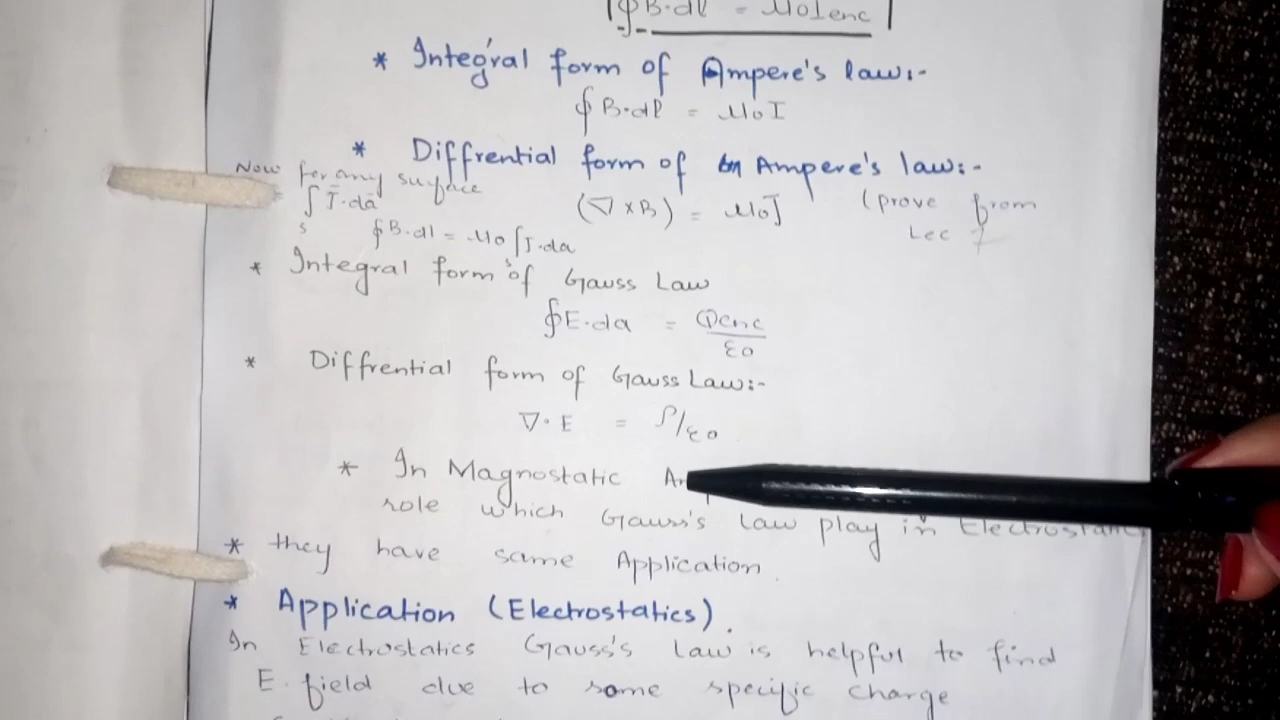 ∮B·dl = μ0Ienc
* Integral form of Ampere's law:-
∮B·dl = μ0I
* Diffrential form of Ampere's law:-
Now for any surface
∫s J̄·dā
(∇×B) = μ0J (prove from
Lec 7
∮B·dl = μ0∫s J·da
* Integral form of Gauss Law
∮E·da = Qenc/ε0
* Diffrential form of Gauss Law:-
∇·E = ρ/ε0
* In Magnostatic
role which Gauss's law play in Electrostatic
* they have same Application.
* Application (Electrostatics).
In Electrostatics Gauss's law is helpful to find
E. field due to some specific charge